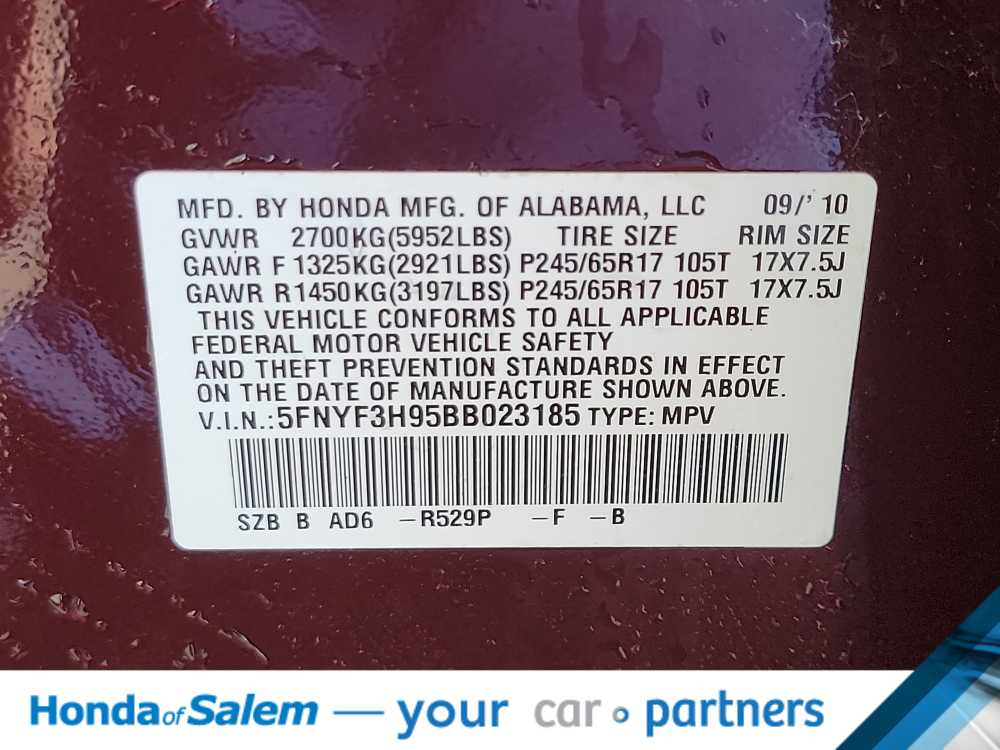 MFD. BY HONDA MFG. OF ALABAMA, LLC 09/' 10
GVWR 2700KG(5952LBS) TIRE SIZE RIM SIZE
GAWR F 1325KG(2921LBS) P245/65R17 105T 17X7.5J
GAWR R1450KG(3197LBS) P245/65R17 105T 17X7.5J
THIS VEHICLE CONFORMS TO ALL APPLICABLE
FEDERAL MOTOR VEHICLE SAFETY
AND THEFT PREVENTION STANDARDS IN EFFECT
ON THE DATE OF MANUFACTURE SHOWN ABOVE.
V.I.N.:5FNYF3H95BB023185 TYPE: MPV
SZB B AD6 -R529P -F -B
Honda of Salem — your car partners